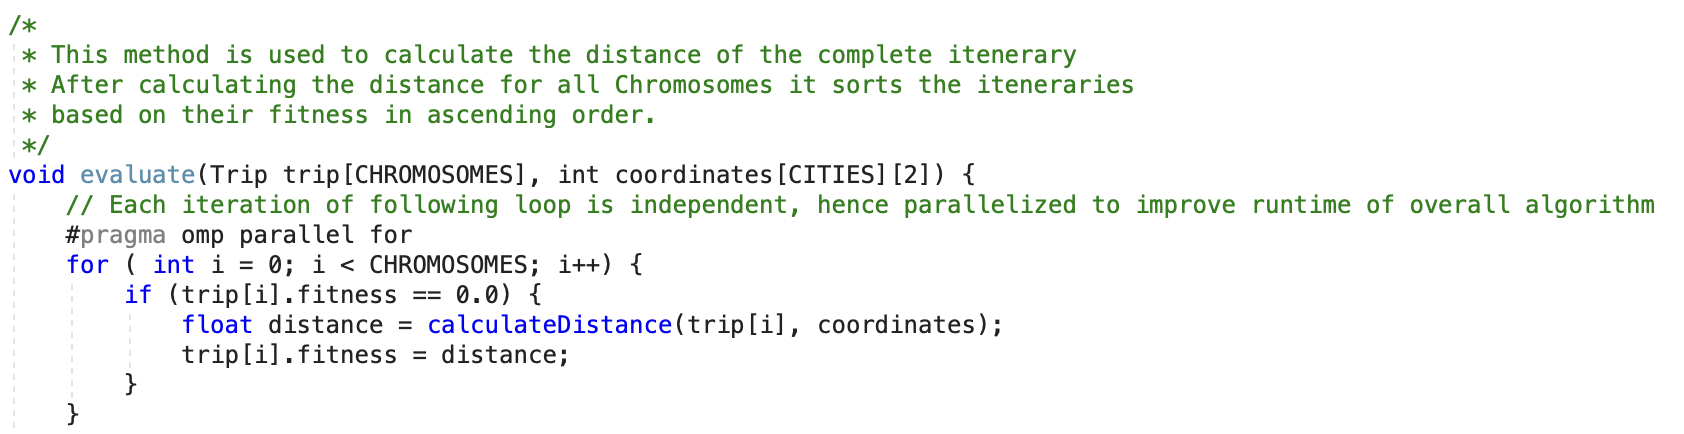 /*
 * This method is used to calculate the distance of the complete itenerary
 * After calculating the distance for all Chromosomes it sorts the iteneraries
 * based on their fitness in ascending order.
 */
void evaluate(Trip trip[CHROMOSOMES], int coordinates[CITIES][2]) {
    // Each iteration of following loop is independent, hence parallelized to improve runtime of overall algorithm
    #pragma omp parallel for
    for ( int i = 0; i < CHROMOSOMES; i++) {
        if (trip[i].fitness == 0.0) {
            float distance = calculateDistance(trip[i], coordinates);
            trip[i].fitness = distance;
        }
    }